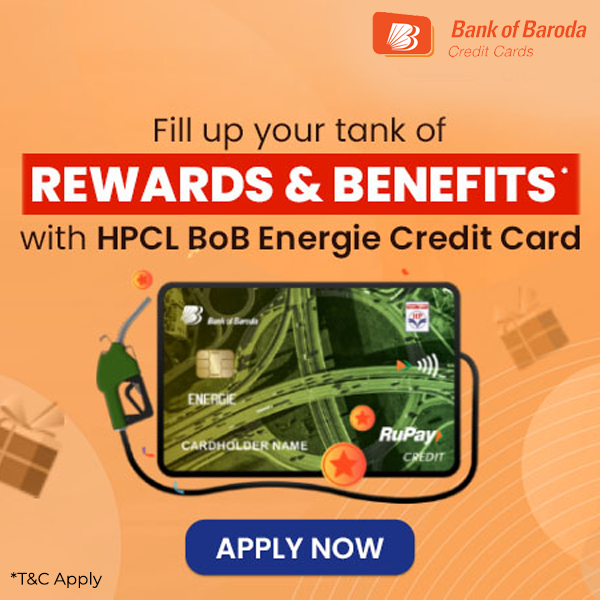 Bank of Baroda
Credit Cards
Fill up your tank of
REWARDS & BENEFITS*
with HPCL BoB Energie Credit Card
Bank of Baroda
HP
ENERGIE
CARDHOLDER NAME
RuPay
CREDIT
APPLY NOW
*T&C Apply